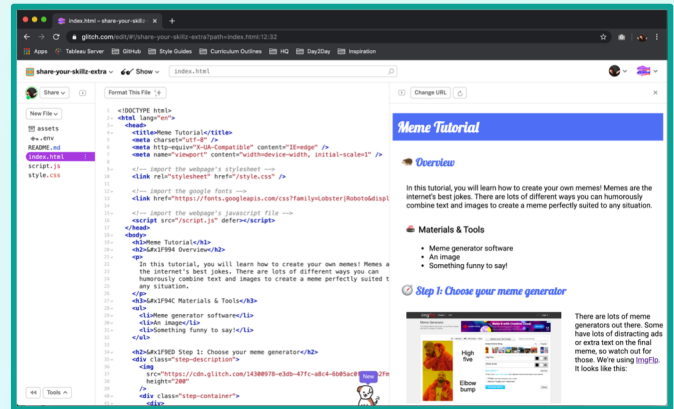 index.html – share-your-skillz-ex
glitch.com/edit/#!/share-your-skillz-extra?path=index.html:12:32
Apps
Tableau Server
GitHub
Style Guides
Curriculum Outlines
HQ
Day2Day
Inspiration
share-your-skillz-extra
Show
index.html
Share
Format This File
Change URL
New File
assets
.env
README.md
index.html
script.js
style.css
Tools
1 <!DOCTYPE html>
<html lang="en">
<head>
<title>Meme Tutorial</title>
<meta charset="utf-8" />
<meta http-equiv="X-UA-Compatible" content="IE=edge" />
<meta name="viewport" content="width=device-width, initial-scale=1" />
<!-- import the webpage's stylesheet -->
<link rel="stylesheet" href="/style.css" />
<!-- import the google fonts -->
<link href="https://fonts.googleapis.com/css?family=Lobster|Roboto&displ
<!-- import the webpage's javascript file -->
<script src="/script.js" defer></script>
</head>
<body>
<h1>Meme Tutorial</h1>
<h2>&#x1F994 Overview</h2>
<p>
In this tutorial, you will learn how to create your own memes! Memes a
the internet's best jokes. There are lots of different ways you can
humorously combine text and images to create a meme perfectly suited t
any situation.
</p>
<h3>&#x1F94C Materials & Tools</h3>
<ul>
<li>Meme generator software</li>
<li>An image</li>
<li>Something funny to say!</li>
</ul>
<h2>&#x1F9ED Step 1: Choose your meme generator</h2>
<div class="step-description">
<img
height="200"
/>
<div class="step-container">
<div>
New
Meme Tutorial
Overview
In this tutorial, you will learn how to create your own memes! Memes are the
internet's best jokes. There are lots of different ways you can humorously
combine text and images to create a meme perfectly suited to any situation.
Materials & Tools
Meme generator software
An image
Something funny to say!
Step 1: Choose your meme generator
High
five
Elbow
bump
There are lots of meme
generators out there. Some
have lots of distracting ads
or extra text on the final
meme, so watch out for
those. We're using ImgFlp.
It looks like this: